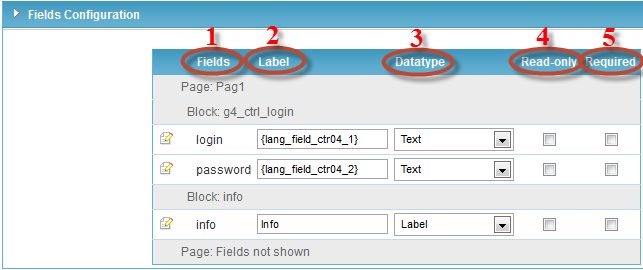 Fields Configuration
1 2 3 4 5
Fields Label Datatype Read-only Required
Page: Pag1
Block: g4_ctrl_login
login {lang_field_ctr04_1} Text
password {lang_field_ctr04_2} Text
Block: info
info Info Label
Page: Fields not shown